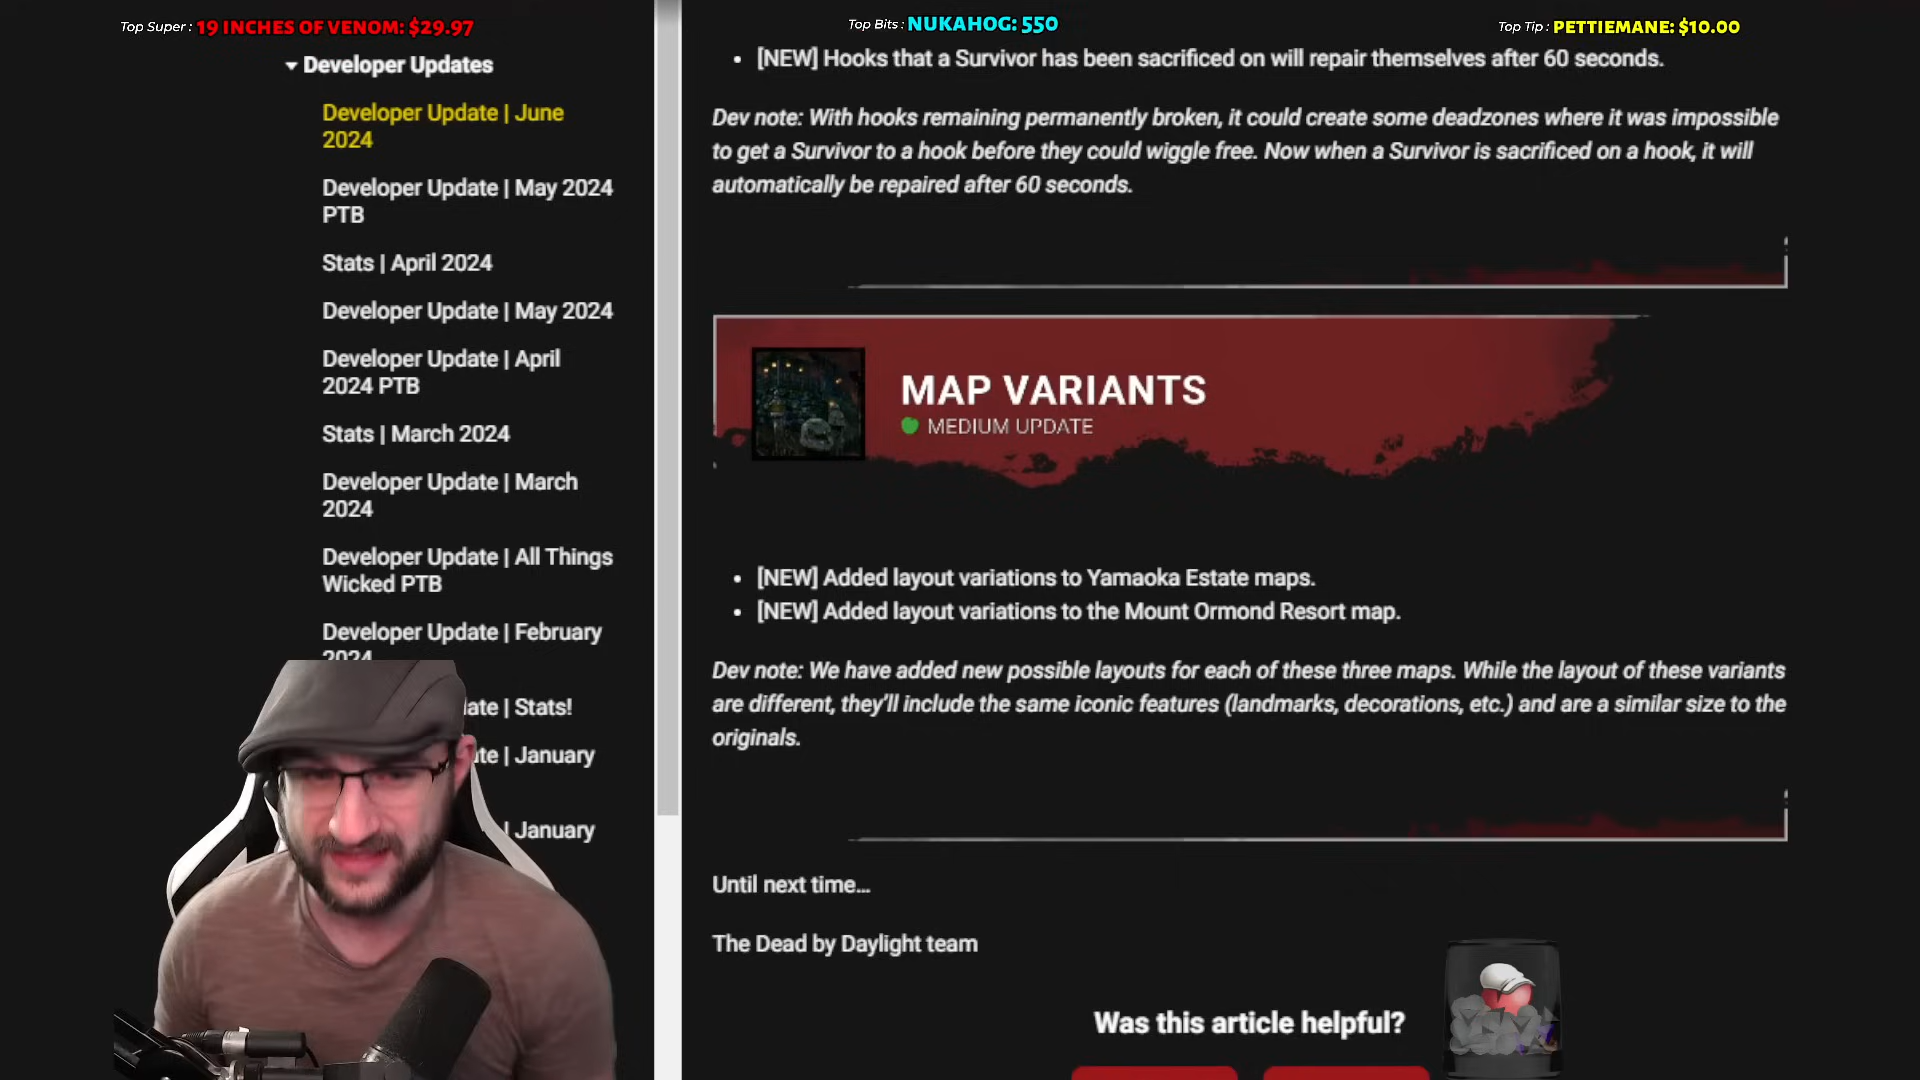 Top Super : 19 INCHES OF VENOM: $29.97
Top Bits : NUKAHOG: 550
Top Tip : PETTIEMANE: $10.00
Developer Updates
Developer Update | June
2024
Developer Update | May 2024
PTB
Stats | April 2024
Developer Update | May 2024
Developer Update | April
2024 PTB
Stats | March 2024
Developer Update | March
2024
Developer Update | All Things
Wicked PTB
Developer Update | February
2024
| Stats!
| January
| January
• [NEW] Hooks that a Survivor has been sacrificed on will repair themselves after 60 seconds.
Dev note: With hooks remaining permanently broken, it could create some deadzones where it was impossible
to get a Survivor to a hook before they could wiggle free. Now when a Survivor is sacrificed on a hook, it will
automatically be repaired after 60 seconds.
MAP VARIANTS
MEDIUM UPDATE
• [NEW] Added layout variations to Yamaoka Estate maps.
• [NEW] Added layout variations to the Mount Ormond Resort map.
Dev note: We have added new possible layouts for each of these three maps. While the layout of these variants
are different, they'll include the same iconic features (landmarks, decorations, etc.) and are a similar size to the
originals.
Until next time...
The Dead by Daylight team
Was this article helpful?